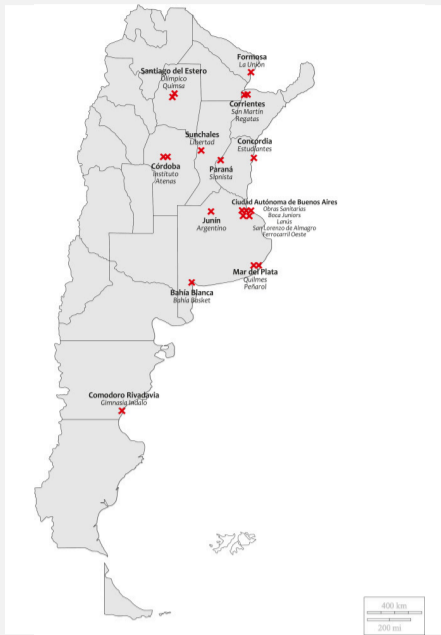 Formosa
La Unión
Santiago del Estero
Olímpico
Quimsa
Corrientes
San Martín
Regatas
Sunchales
Libertad
Concordia
Estudiantes
Córdoba
Instituto
Atenas
Paraná
Sionista
Ciudad Autónoma de Buenos Aires
Obras Sanitarias
Boca Juniors
Lanús
San Lorenzo de Almagro
Ferrocarril Oeste
Junín
Argentino
Mar del Plata
Quilmes
Peñarol
Bahía Blanca
Bahía Basket
Comodoro Rivadavia
Gimnasia Indalo
400 km
200 mi